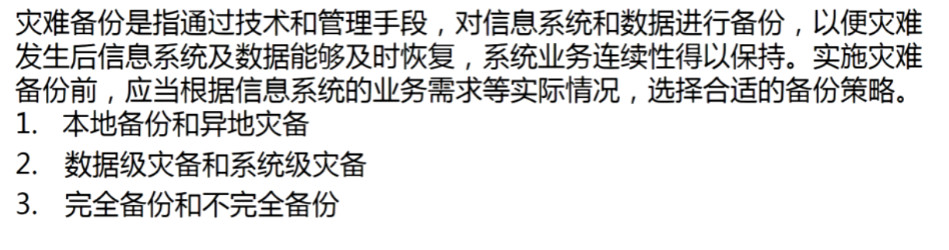 灾难备份是指通过技术和管理手段，对信息系统和数据进行备份，以便灾难
发生后信息系统及数据能够及时恢复，系统业务连续性得以保持。实施灾难
备份前，应当根据信息系统的业务需求等实际情况，选择合适的备份策略。
1. 本地备份和异地灾备
2. 数据级灾备和系统级灾备
3. 完全备份和不完全备份